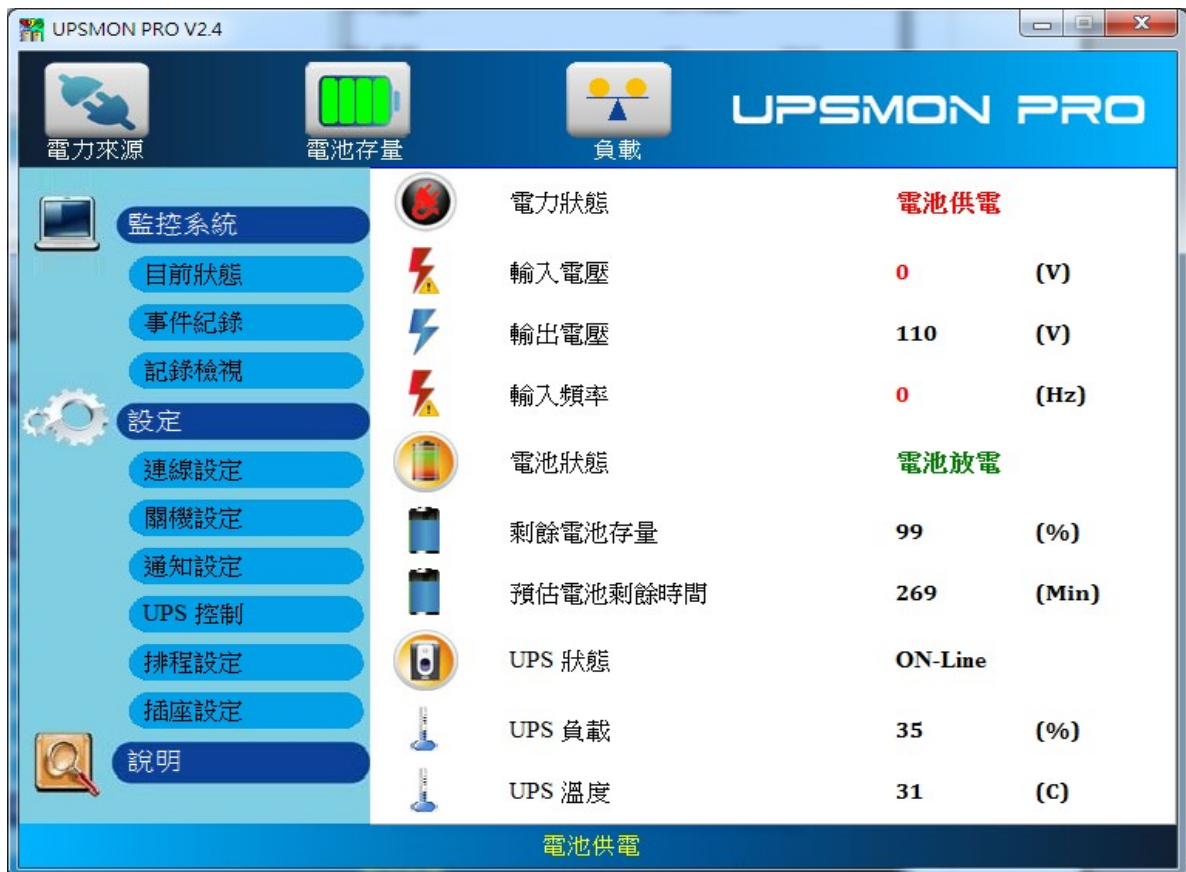 UPSMON PRO V2.4
電力來源
電池存量
負載
UPSMON PRO
監控系統
目前狀態
事件紀錄
記錄檢視
設定
連線設定
關機設定
通知設定
UPS 控制
排程設定
插座設定
說明
電力狀態 電池供電
輸入電壓 0 (V)
輸出電壓 110 (V)
輸入頻率 0 (Hz)
電池狀態 電池放電
剩餘電池存量 99 (%)
預估電池剩餘時間 269 (Min)
UPS 狀態 ON-Line
UPS 負載 35 (%)
UPS 溫度 31 (C)
電池供電